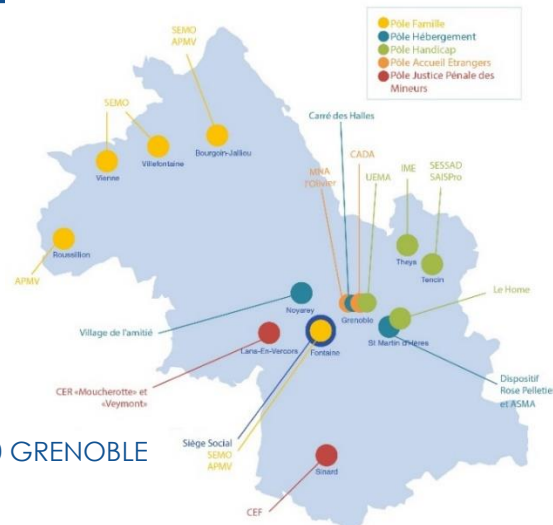 Pôle Famille
Pôle Hébergement
Pôle Handicap
Pôle Accueil Etrangers
Pôle Justice Pénale des
Mineurs
SEMO
APMV
SEMO
Bourgoin-Jallieu
Villefontaine
Vienne
Roussillion
APMV
Carré des Halles
MNA
l'Olivier
CADA
UEMA
IME
SESSAD
SAISPro
Theys
Tencin
Le Home
Noyarey
Grenoble
St Martin d'Hères
Village de l'amitié
Lans-En-Vercors
Fontaine
Dispositif
Rose Pelletier
et ASMA
CER «Moucherotte» et
«Veymont»
Siège Social
SEMO
APMV
GRENOBLE
Sinard
CEF